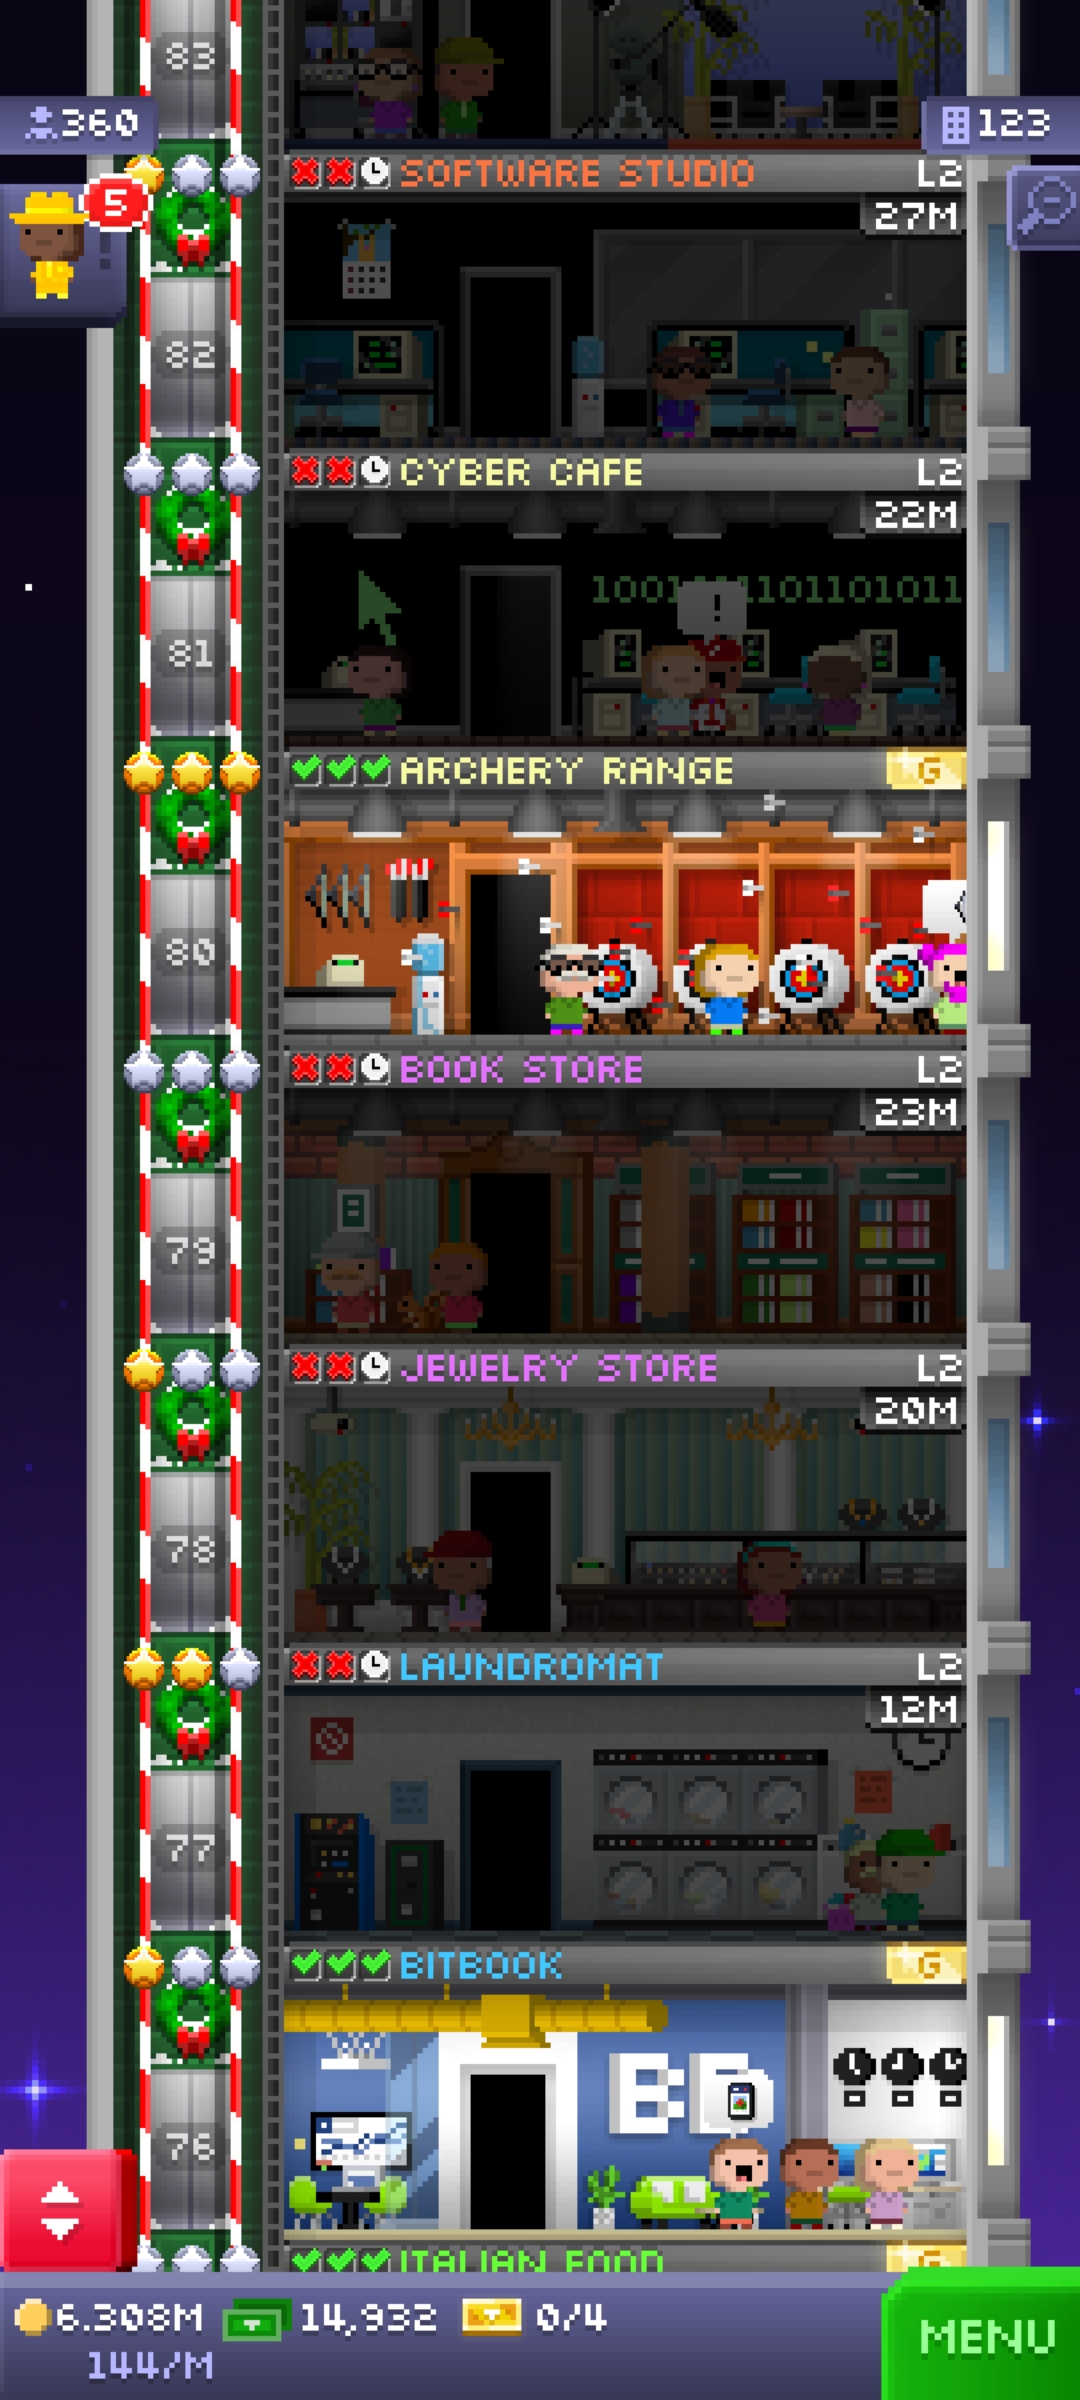 83
360
123
5
SOFTWARE STUDIO L2
27M
82
CYBER CAFE L2
22M
!
81
ARCHERY RANGE G
80
BOOK STORE L2
23M
79
JEWELRY STORE L2
20M
78
LAUNDROMAT L2
12M
77
BITBOOK G
76
ITALIAN FOOD G
6.308M 14,932 0/4
144/M
MENU